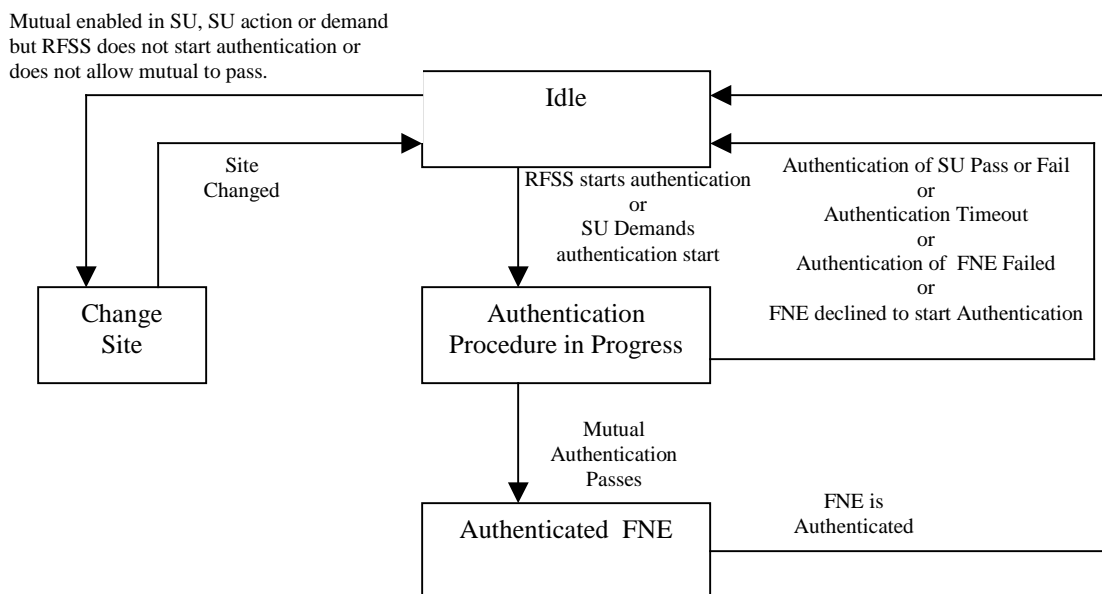 Mutual enabled in SU, SU action or demand
but RFSS does not start authentication or
does not allow mutual to pass.
Idle
Site
Changed
RFSS starts authentication
or
SU Demands
authentication start
Authentication of SU Pass or Fail
or
Authentication Timeout
or
Authentication of FNE Failed
or
FNE declined to start Authentication
Change
Site
Authentication
Procedure in Progress
Mutual
Authentication
Passes
Authenticated FNE
FNE is
Authenticated